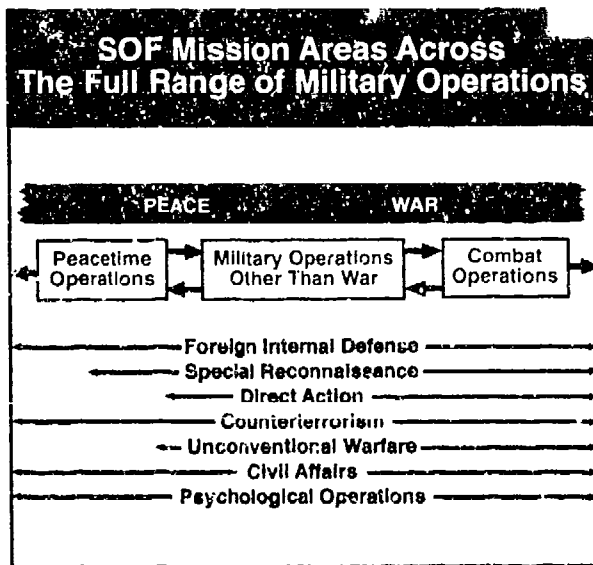 SOF Mission Areas Across
The Full Range of Military Operations
PEACE WAR
Peacetime
Operations
Military Operations
Other Than War
Combat
Operations
Foreign Internal Defense
Special Reconnaiseance
Direct Action
Counterterrorism
Unconventional Warfare
Civil Affairs
Psychological Operations